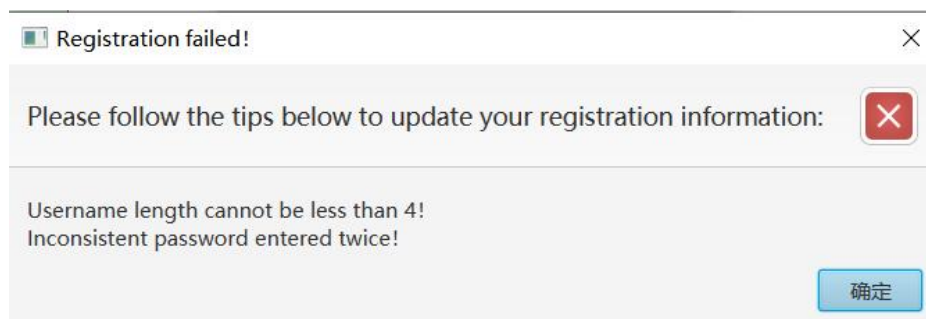 Registration failed!
Please follow the tips below to update your registration information:
Username length cannot be less than 4!
Inconsistent password entered twice!
确定